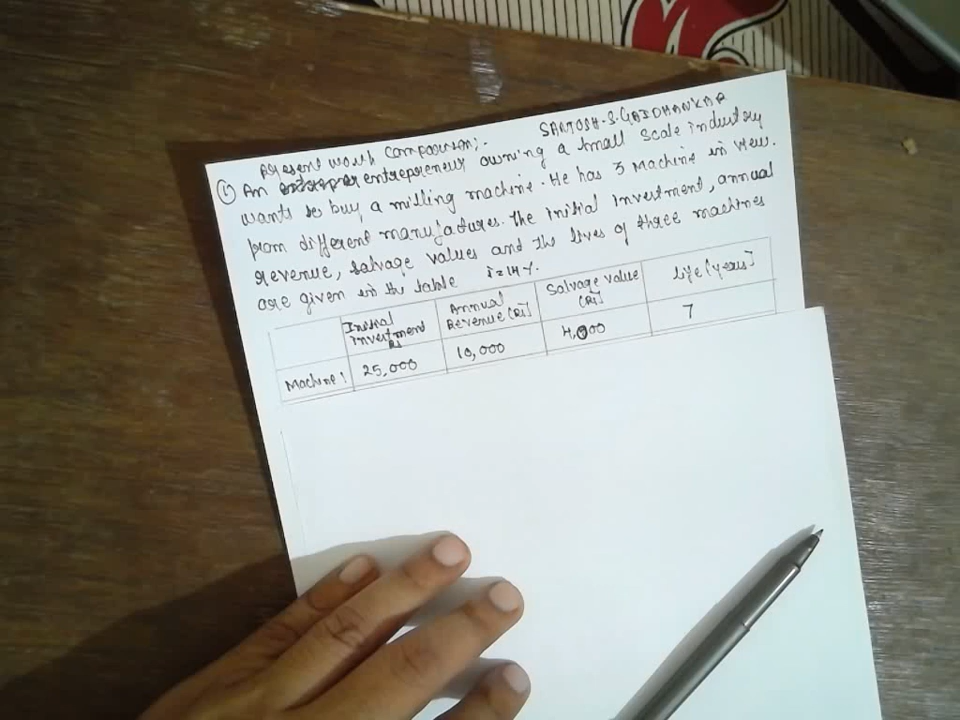 Present worth comparison:
SANTOSH.S.GAIDHANKAR
① An entrepreneur owning a small scale industry
wants to buy a milling machine. He has 3 machine in view.
from different manufactures. The initial investment, annual
revenue, salvage values and the lives of three machines
are given in the table i=14%.
Initial investment Rs
Annual Revenue [Rs]
Salvage value [Rs]
Life [years]
Machine 1 25,000 10,000 4,000 7